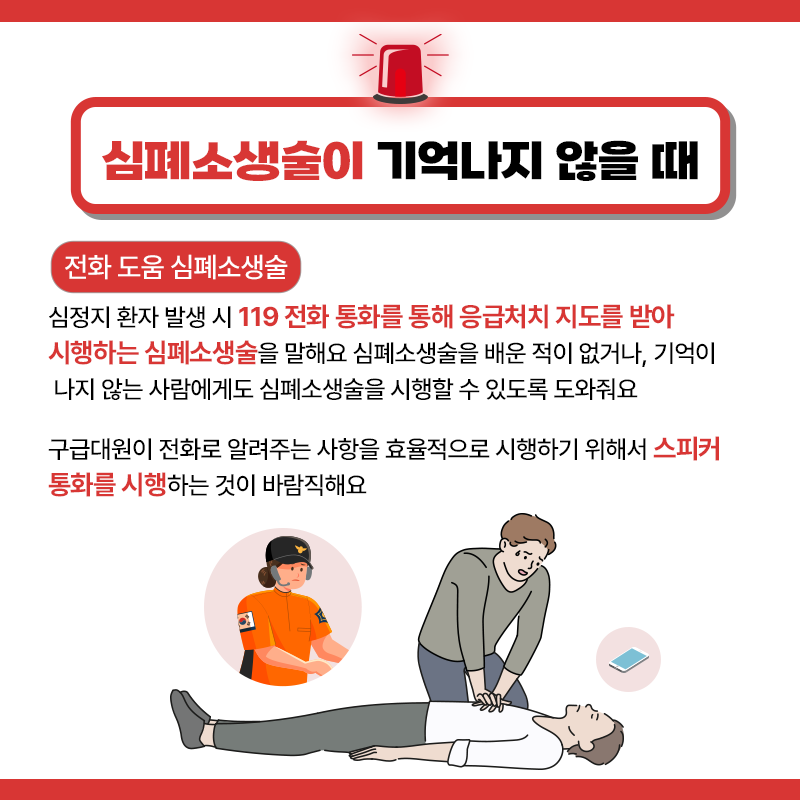 심폐소생술이 기억나지 않을 때
전화 도움 심폐소생술
심정지 환자 발생 시 119 전화 통화를 통해 응급처치 지도를 받아
시행하는 심폐소생술을 말해요 심폐소생술을 배운 적이 없거나, 기억이
나지 않는 사람에게도 심폐소생술을 시행할 수 있도록 도와줘요
구급대원이 전화로 알려주는 사항을 효율적으로 시행하기 위해서 스피커
통화를 시행하는 것이 바람직해요